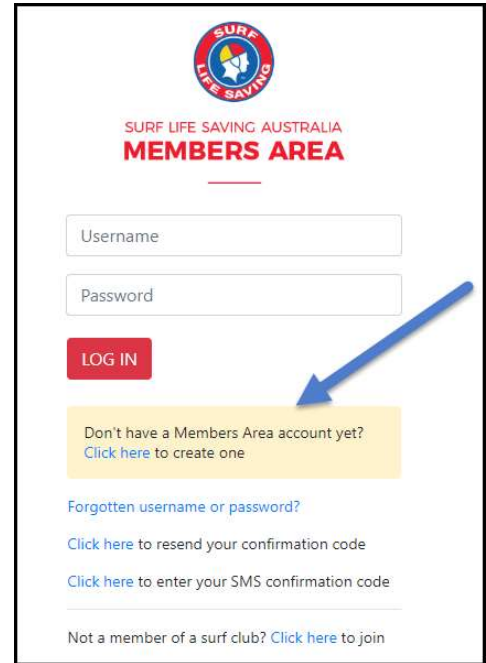 SURF
LIFE SAVING
SURF LIFE SAVING AUSTRALIA
MEMBERS AREA
Username
Password
LOG IN
Don't have a Members Area account yet?
Click here to create one
Forgotten username or password?
Click here to resend your confirmation code
Click here to enter your SMS confirmation code
Not a member of a surf club? Click here to join